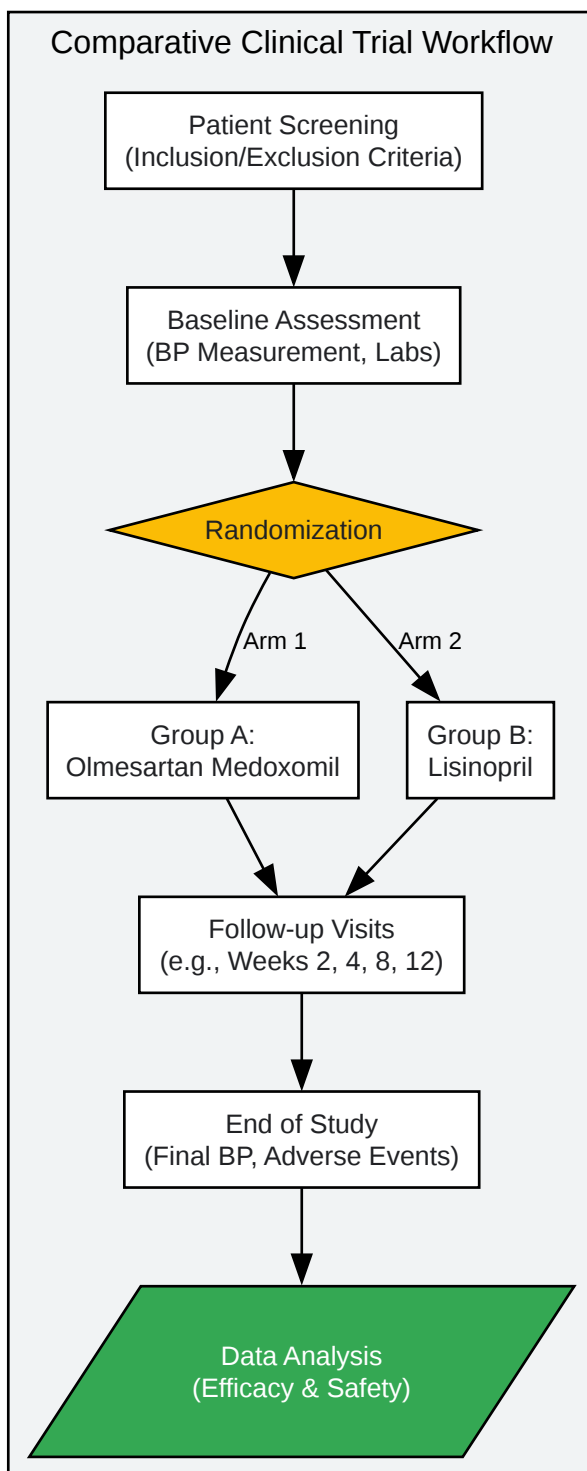 Comparative Clinical Trial Workflow
Patient Screening
(Inclusion/Exclusion Criteria)
Baseline Assessment
(BP Measurement, Labs)
Randomization
Arm 1
Arm 2
Group A:
Olmesartan Medoxomil
Group B:
Lisinopril
Follow-up Visits
(e.g., Weeks 2, 4, 8, 12)
End of Study
(Final BP, Adverse Events)
Data Analysis
(Efficacy & Safety)